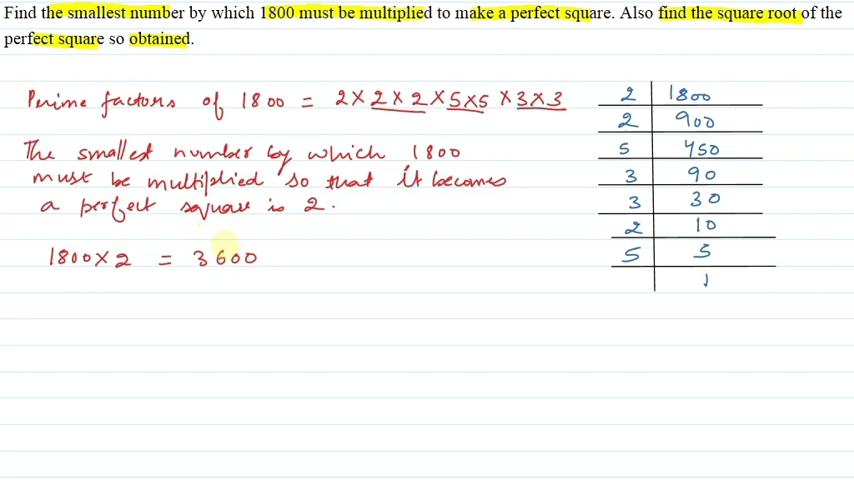 Find the smallest number by which 1800 must be multiplied to make a perfect square. Also find the square root of the
perfect square so obtained.
Prime factors of 1800 = 2 × 2 × 2 × 5 × 5 × 3 × 3
The smallest number by which 1800
must be multiplied so that it becomes
a perfect square is 2.
1800 × 2 = 3600
2 1800
2 900
5 450
3 90
3 30
2 10
5 5
1